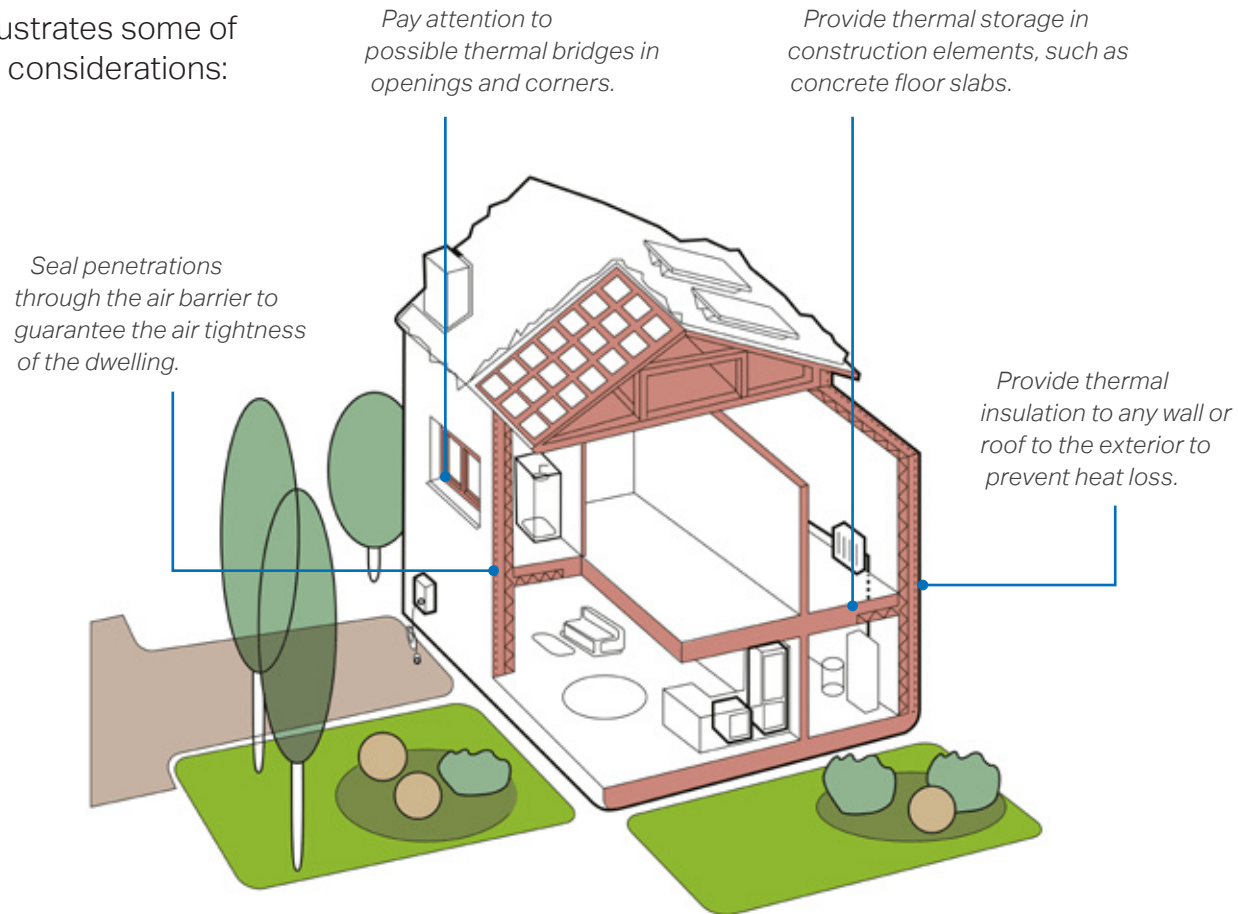 ustrates some of
considerations:
Pay attention to
possible thermal bridges in
openings and corners.
Provide thermal storage in
construction elements, such as
concrete floor slabs.
Seal penetrations
through the air barrier to
guarantee the air tightness
of the dwelling.
Provide thermal
insulation to any wall or
roof to the exterior to
prevent heat loss.